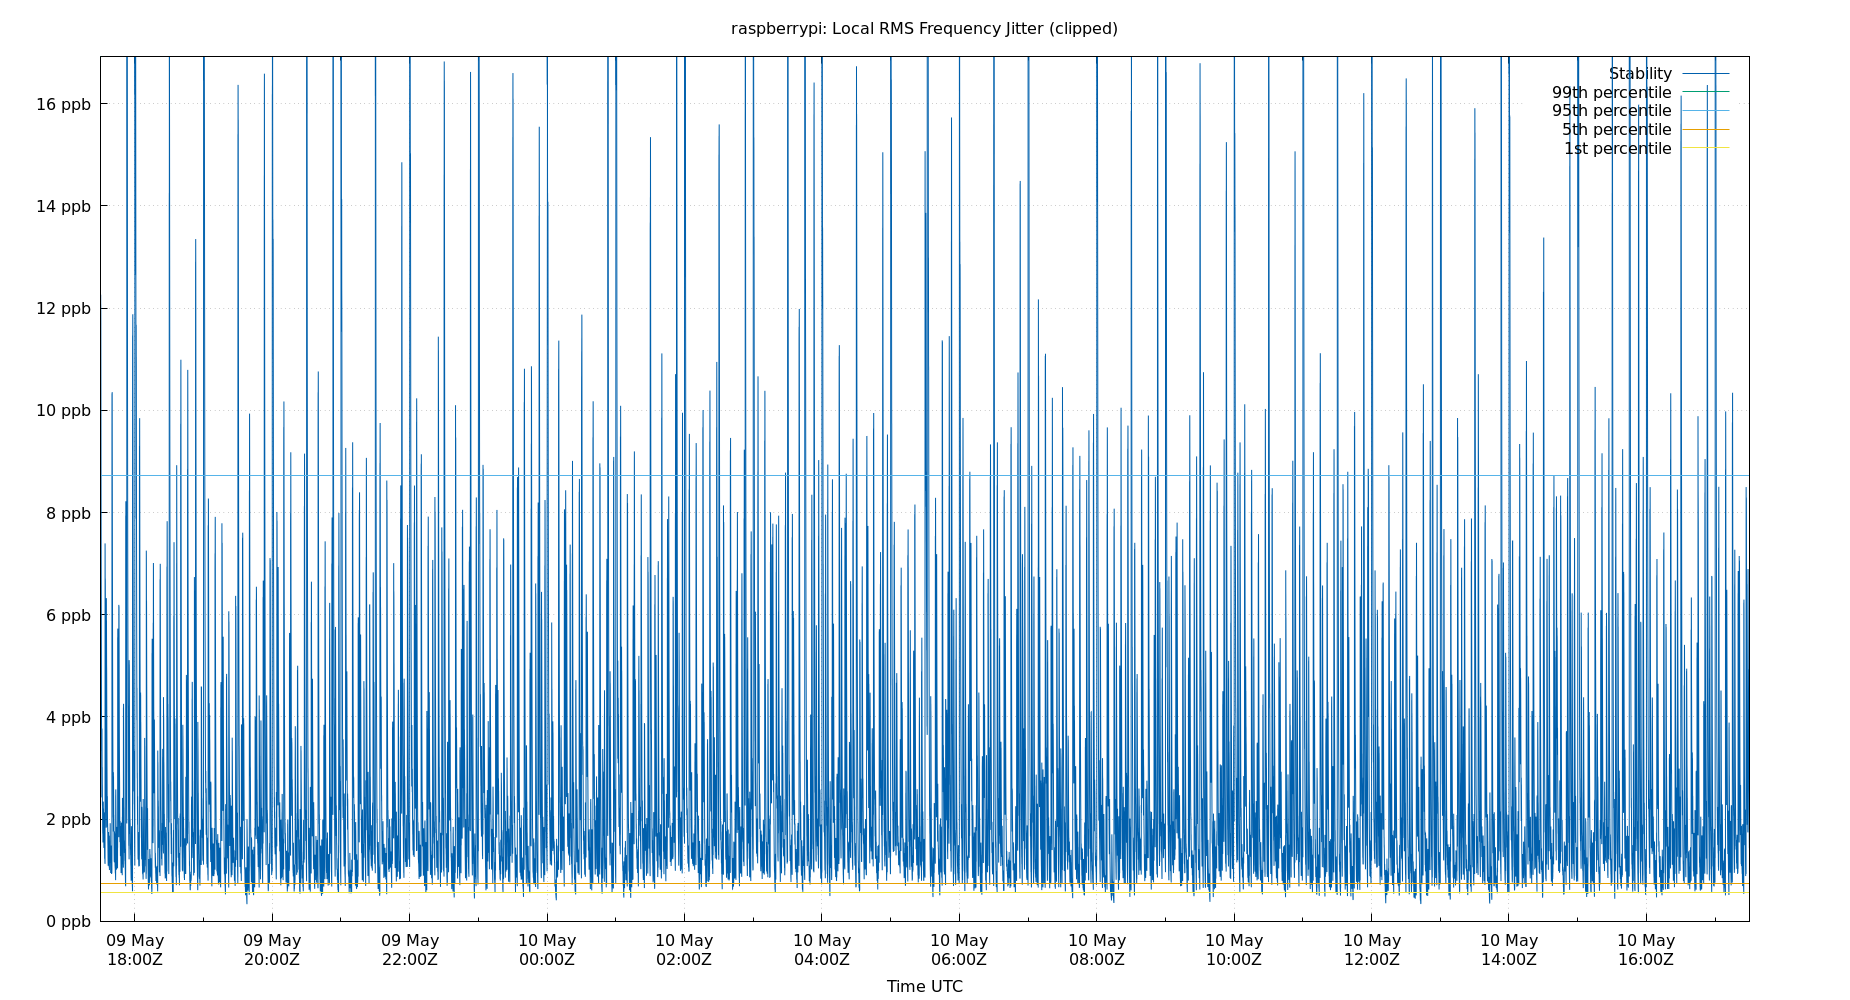 raspberrypi: Local RMS Frequency Jitter (clipped)
Stability
99th percentile
95th percentile
5th percentile
1st percentile
16 ppb
14 ppb
12 ppb
10 ppb
8 ppb
6 ppb
4 ppb
2 ppb
0 ppb
09 May 09 May 09 May 10 May 10 May 10 May 10 May 10 May 10 May 10 May 10 May 10 May
18:00Z 20:00Z 22:00Z 00:00Z 02:00Z 04:00Z 06:00Z 08:00Z 10:00Z 12:00Z 14:00Z 16:00Z
Time UTC